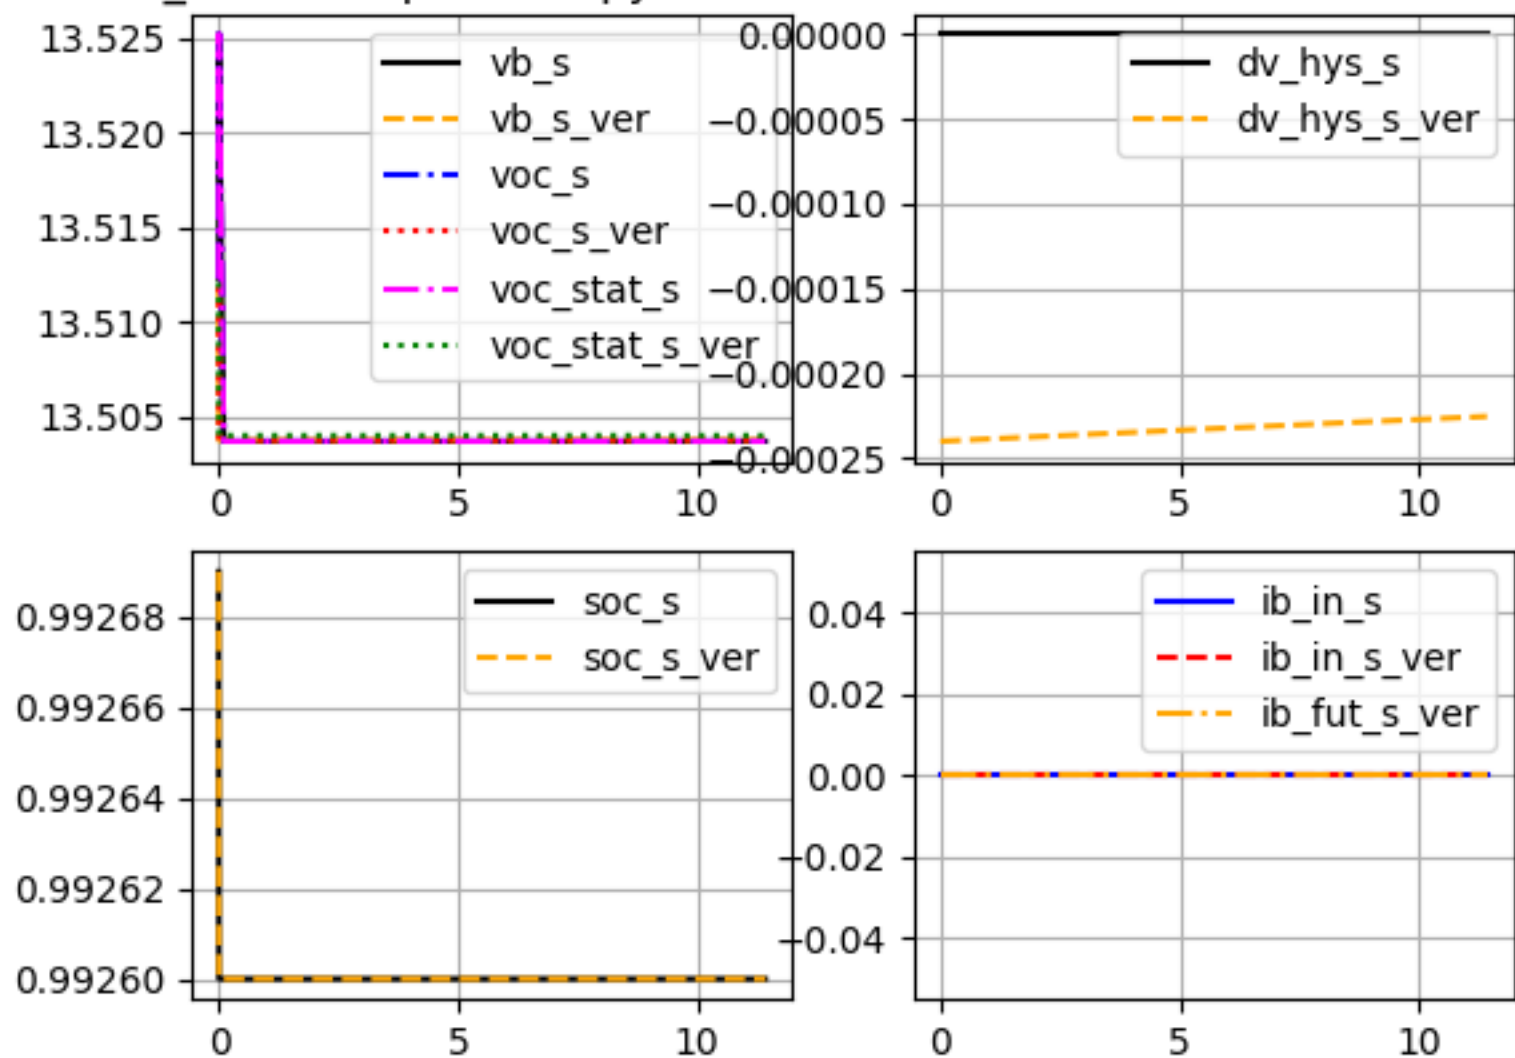 13.525
13.520
13.515
13.510
13.505
0
5
10
vb_s
vb_s_ver
voc_s
voc_s_ver
voc_stat_s
voc_stat_s_ver
0.00000
−0.00005
−0.00010
−0.00015
−0.00020
−0.00025
0
5
10
dv_hys_s
dv_hys_s_ver
0.99268
0.99266
0.99264
0.99262
0.99260
0
5
10
soc_s
soc_s_ver
0.04
0.02
0.00
−0.02
−0.04
0
5
10
ib_in_s
ib_in_s_ver
ib_fut_s_ver